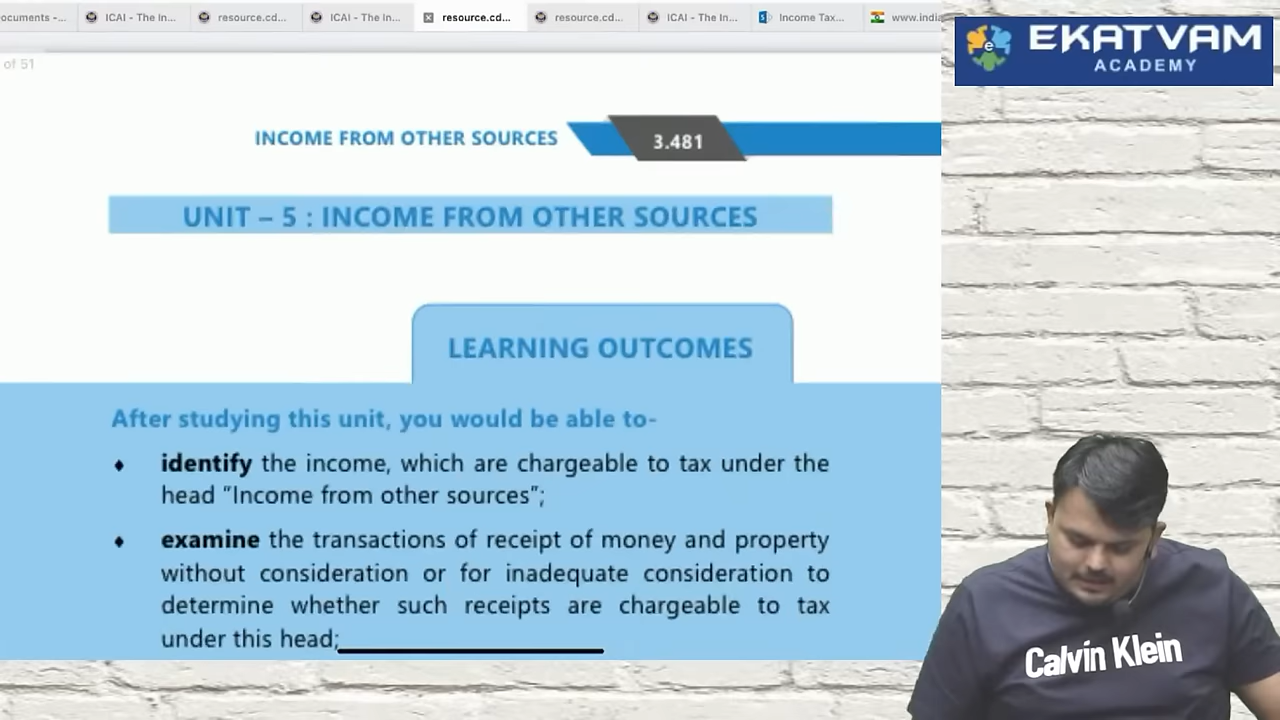 ocuments -...
ICAI - The In...
resource.cd...
ICAI - The In...
resource.cd...
resource.cd...
ICAI - The In...
Income Tax...
www.india
of 51
EKATVAM
ACADEMY
INCOME FROM OTHER SOURCES
3.481
UNIT – 5 : INCOME FROM OTHER SOURCES
LEARNING OUTCOMES
After studying this unit, you would be able to-
♦ identify the income, which are chargeable to tax under the
head “Income from other sources”;
♦ examine the transactions of receipt of money and property
without consideration or for inadequate consideration to
determine whether such receipts are chargeable to tax
under this head;
Calvin Klein